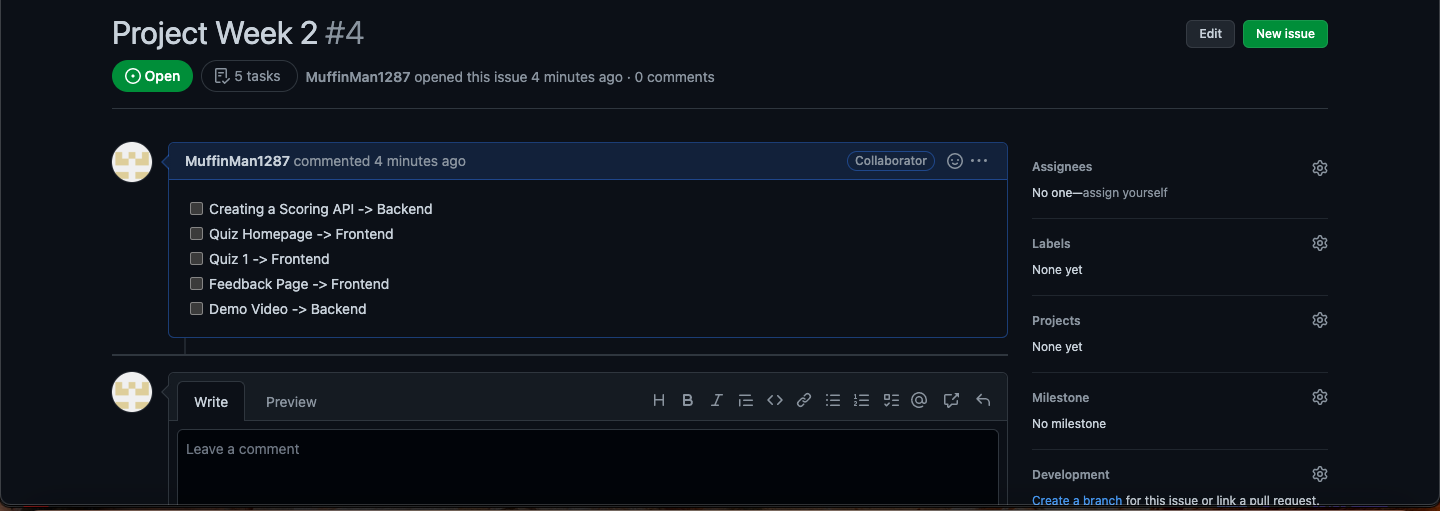 Project Week 2 #4
Edit
New issue
Open
5 tasks
MuffinMan1287 opened this issue 4 minutes ago · 0 comments
MuffinMan1287 commented 4 minutes ago
Collaborator
Creating a Scoring API -> Backend
Quiz Homepage -> Frontend
Quiz 1 -> Frontend
Feedback Page -> Frontend
Demo Video -> Backend
Write
Preview
Leave a comment
Assignees
No one—assign yourself
Labels
None yet
Projects
None yet
Milestone
No milestone
Development
Create a branch for this issue or link a pull request.